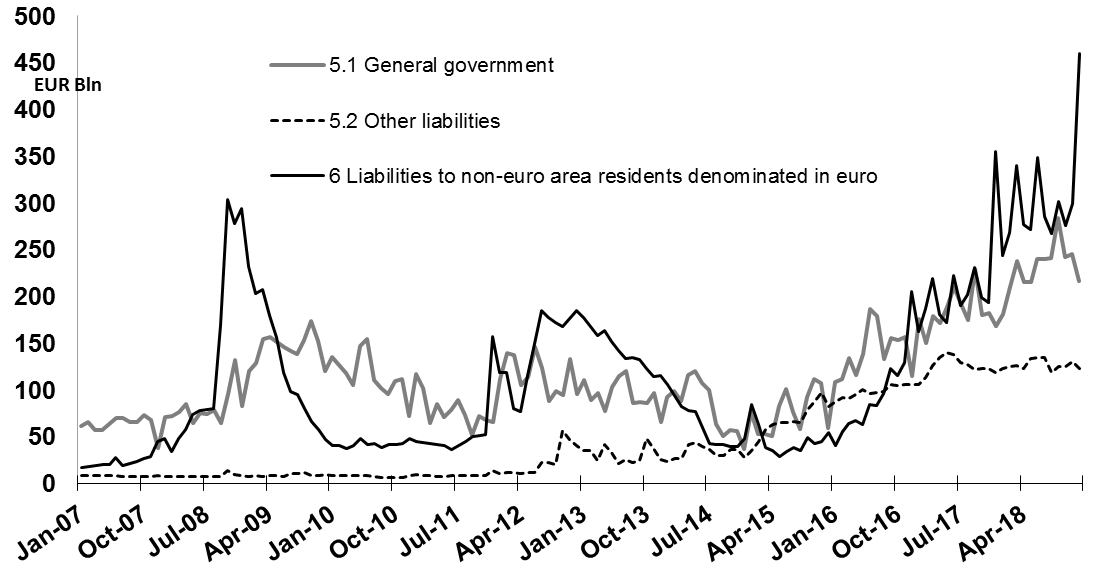 500
450
EUR Bln
400
350
300
250
200
150
100
50
0
5.1 General government
5.2 Other liabilities
6 Liabilities to non-euro area residents denominated in euro
Jan-07
Oct-07
Jul-08
Apr-09
Jan-10
Oct-10
Jul-11
Apr-12
Jan-13
Oct-13
Jul-14
Apr-15
Jan-16
Oct-16
Jul-17
Apr-18